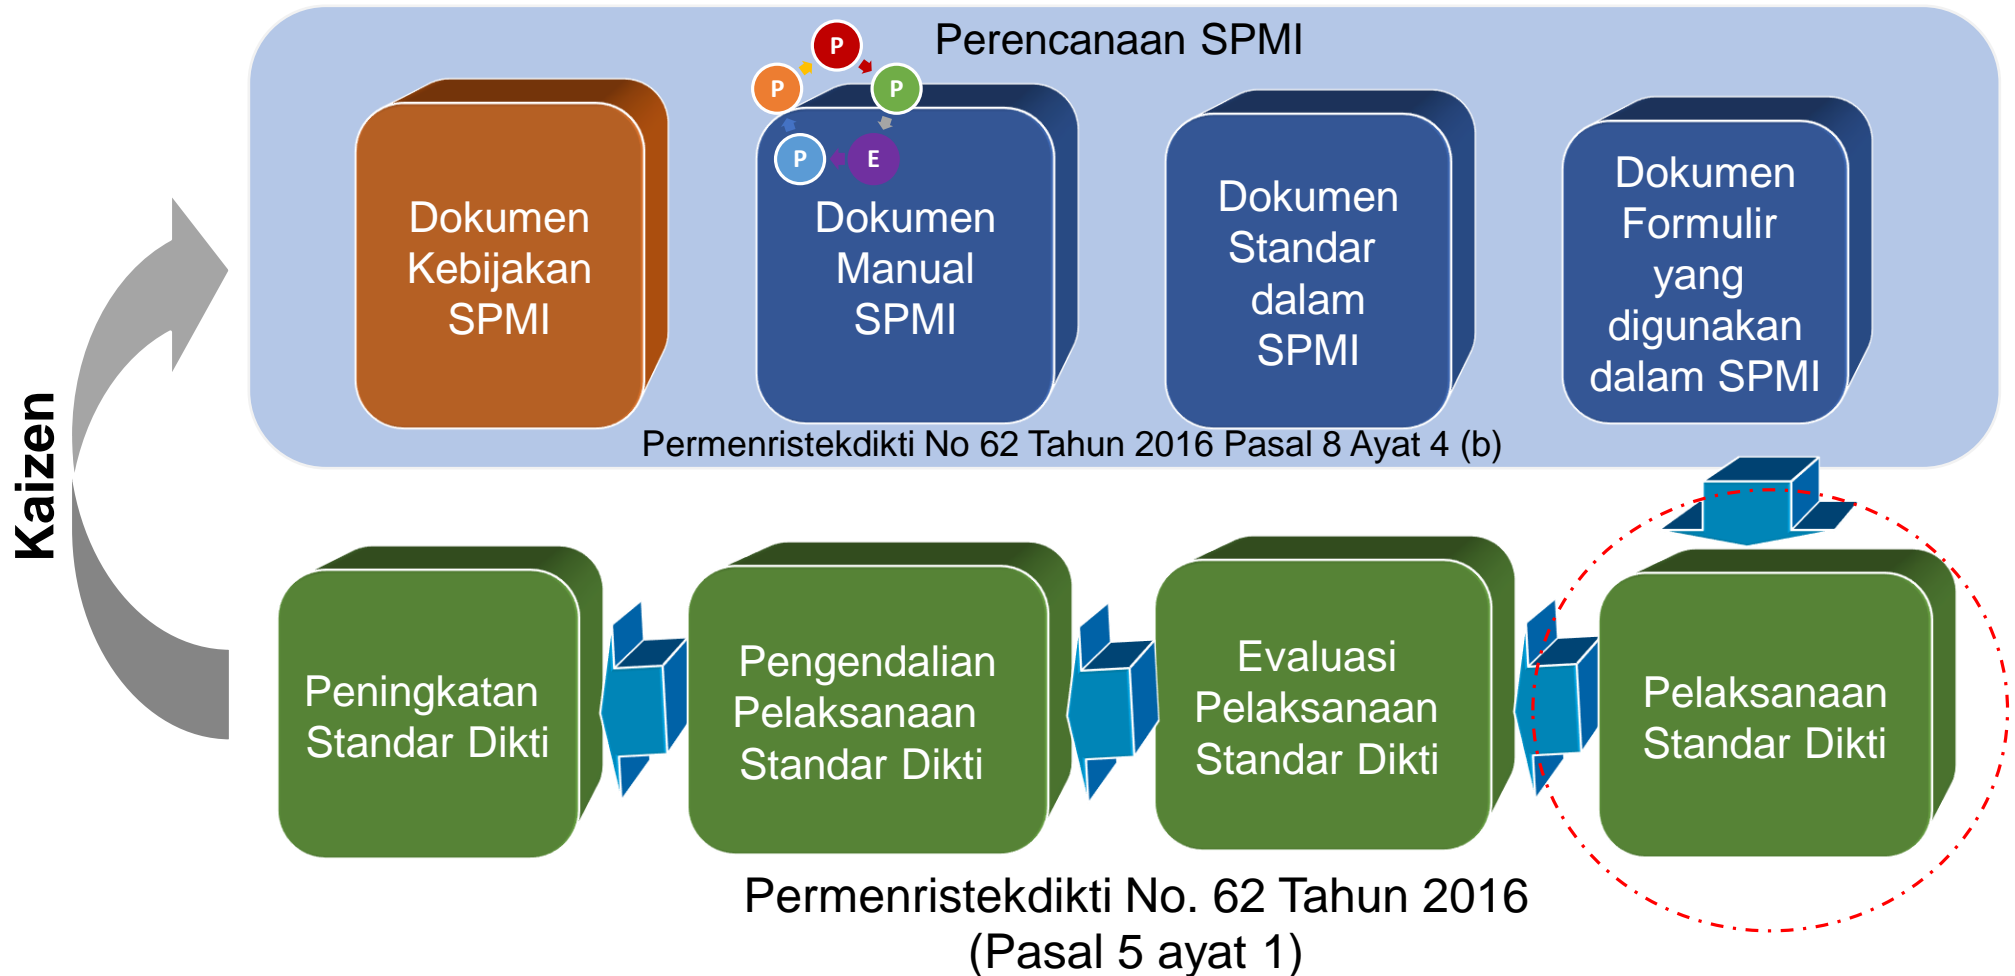 Perencanaan SPMI
P
P
P
P
E
Dokumen
Kebijakan
SPMI
Dokumen
Manual
SPMI
Dokumen
Standar
dalam
SPMI
Dokumen
Formulir
yang
digunakan
dalam SPMI
Permenristekdikti No 62 Tahun 2016 Pasal 8 Ayat 4 (b)
Kaizen
Peningkatan
Standar Dikti
Pengendalian
Pelaksanaan
Standar Dikti
Evaluasi
Pelaksanaan
Standar Dikti
Pelaksanaan
Standar Dikti
Permenristekdikti No. 62 Tahun 2016
(Pasal 5 ayat 1)